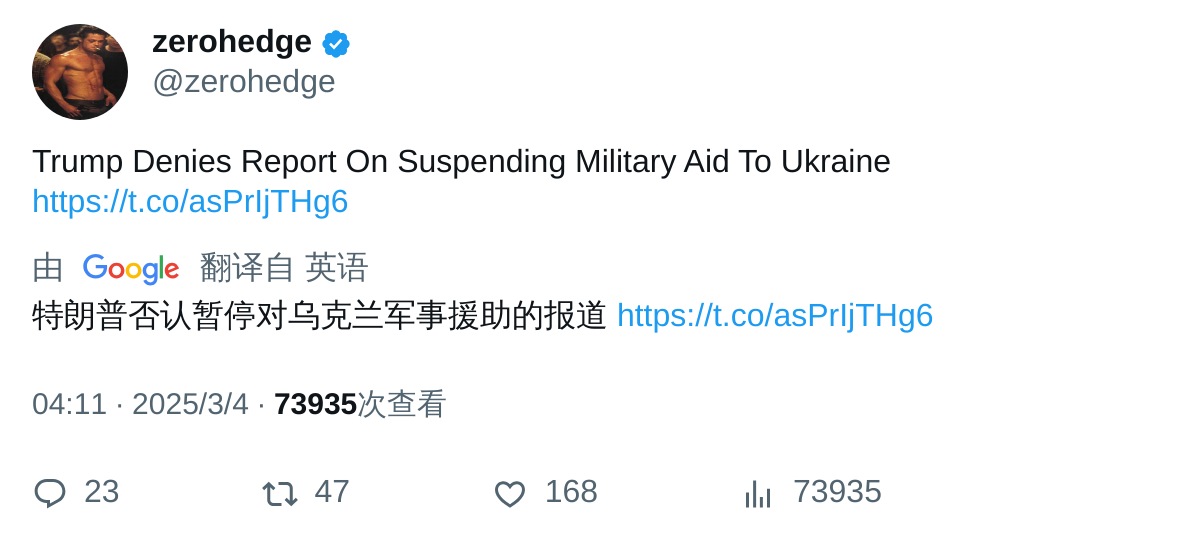 zerohedge
@zerohedge
Trump Denies Report On Suspending Military Aid To Ukraine
https://t.co/asPrIjTHg6
由 Google 翻译自 英语
特朗普否认暂停对乌克兰军事援助的报道 https://t.co/asPrIjTHg6
04:11 · 2025/3/4 · 73935次查看
23 47 168 73935